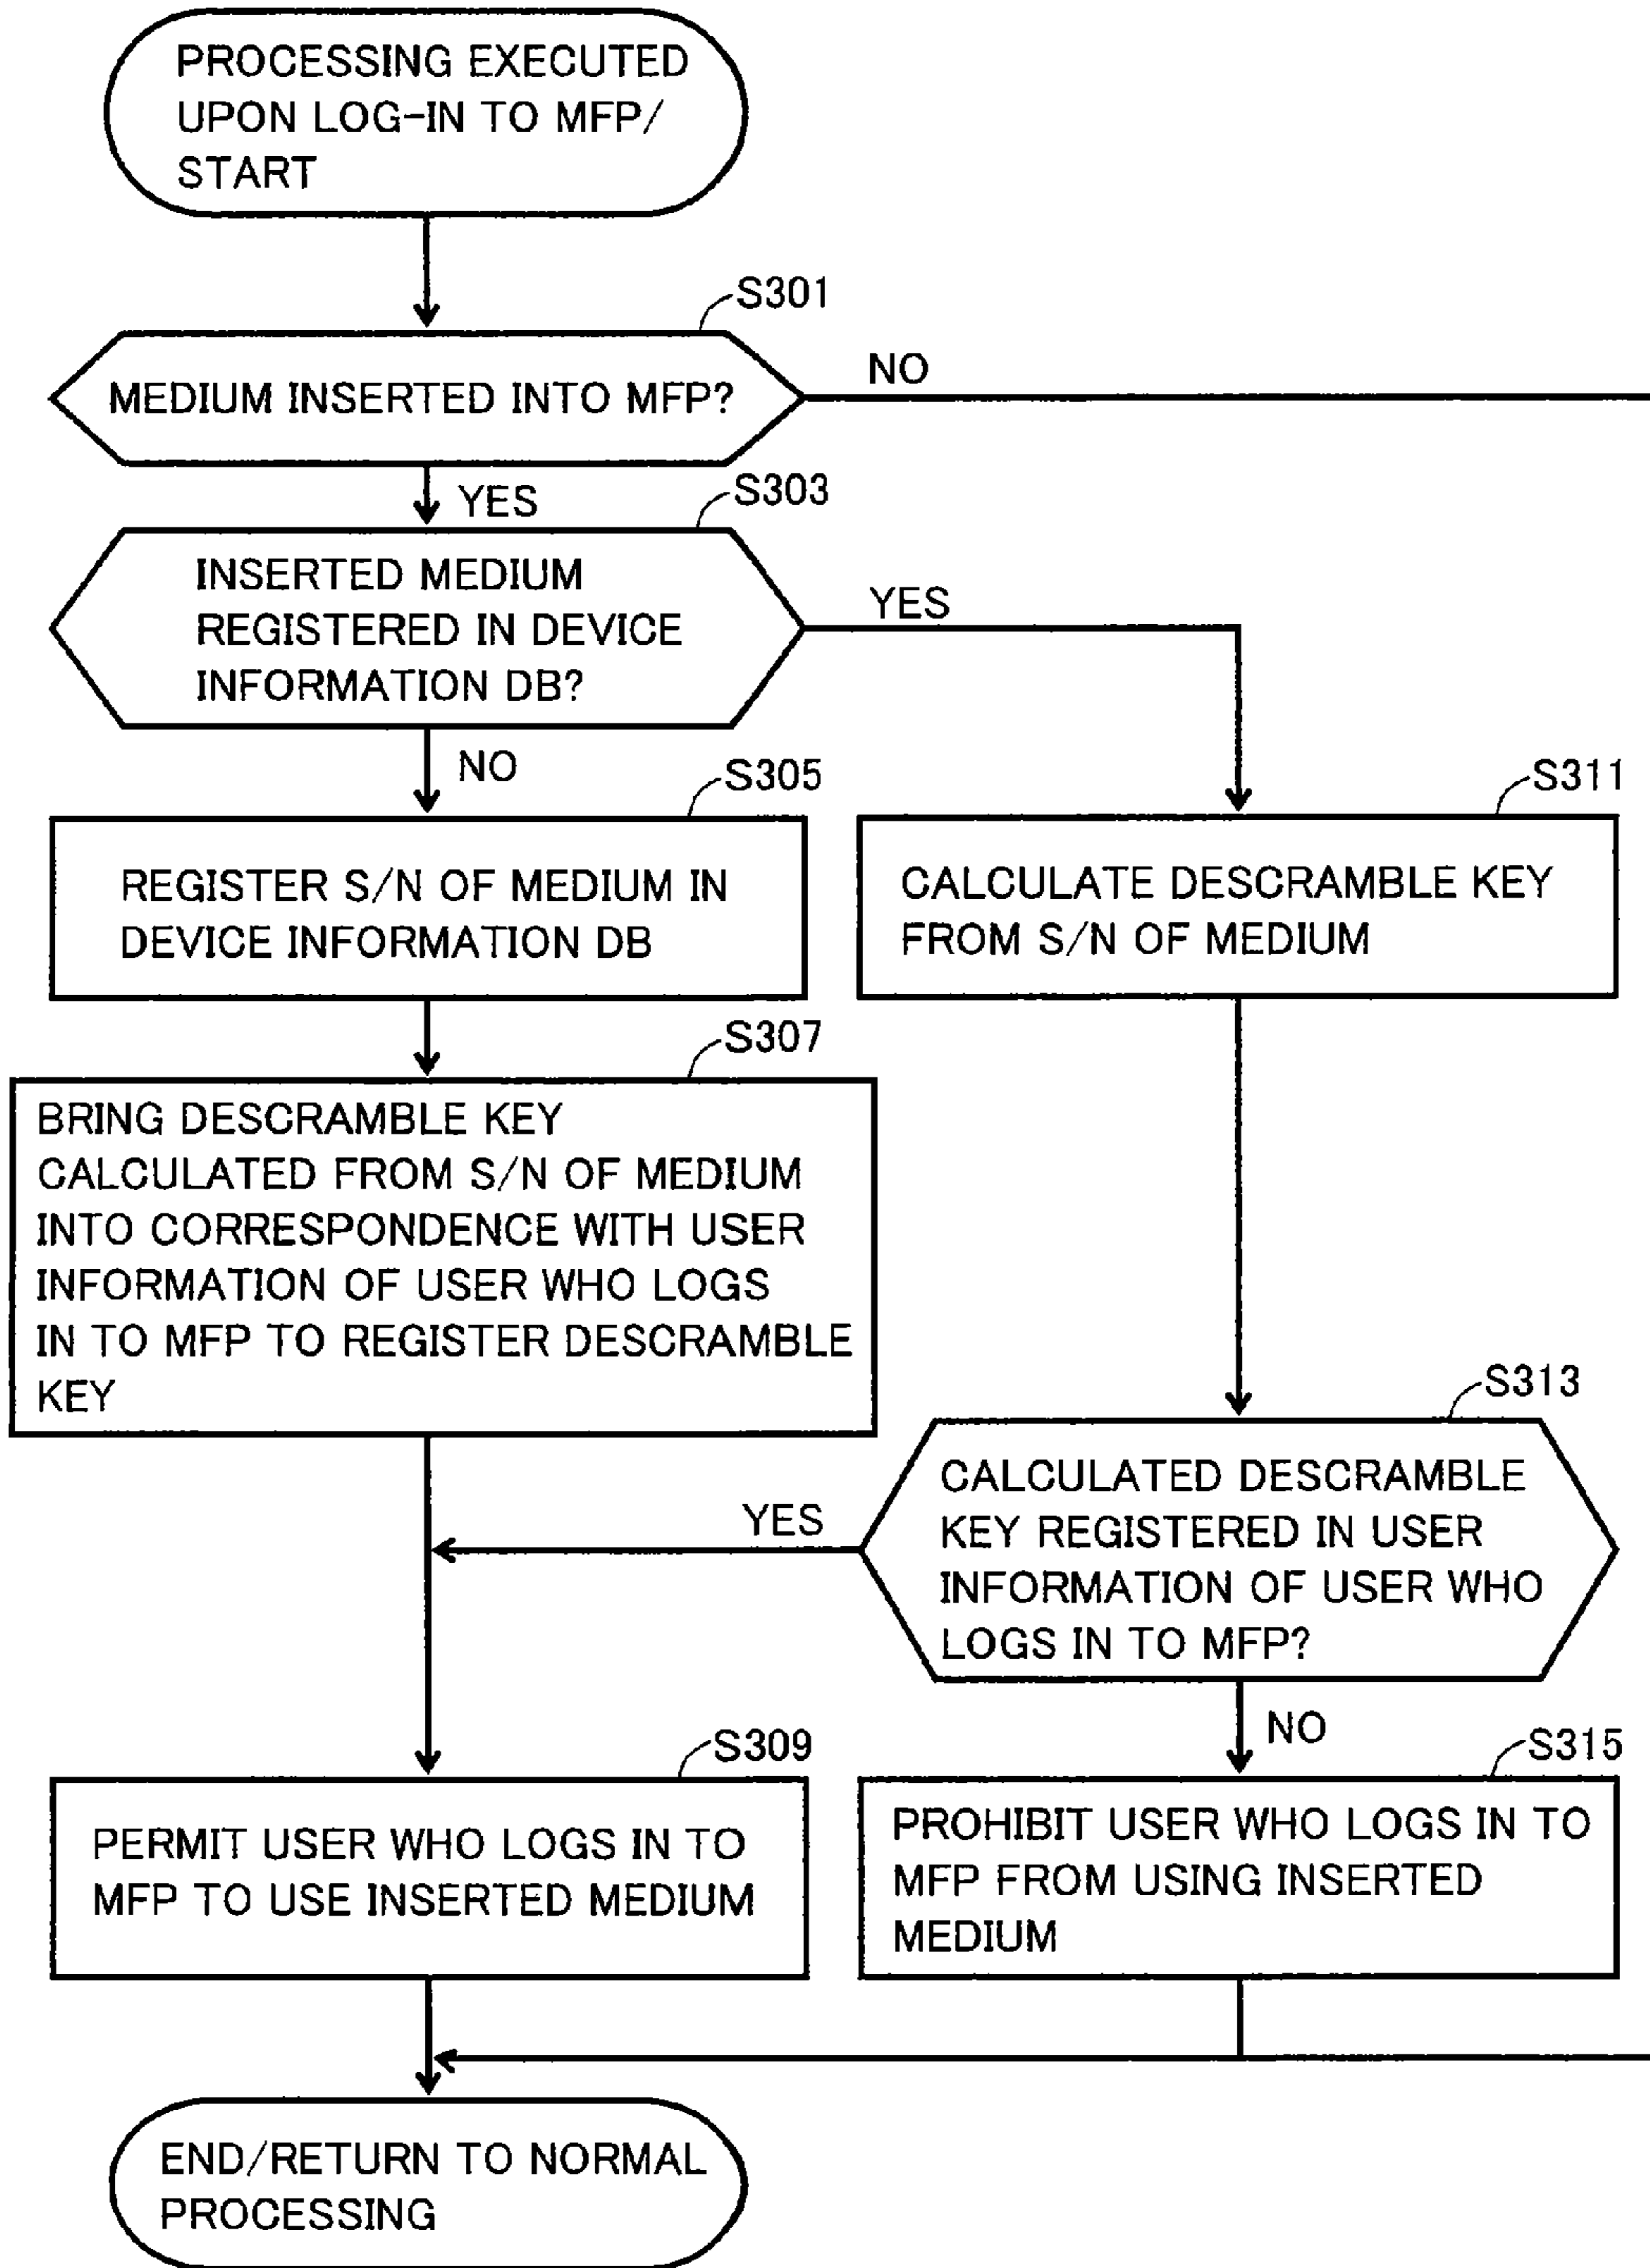 PROCESSING EXECUTED
UPON LOG-IN TO MFP/
START
S301
MEDIUM INSERTED INTO MFP?
NO
YES
S303
INSERTED MEDIUM
REGISTERED IN DEVICE
INFORMATION DB?
YES
NO
S305
REGISTER S/N OF MEDIUM IN
DEVICE INFORMATION DB
S311
CALCULATE DESCRAMBLE KEY
FROM S/N OF MEDIUM
S307
BRING DESCRAMBLE KEY
CALCULATED FROM S/N OF MEDIUM
INTO CORRESPONDENCE WITH USER
INFORMATION OF USER WHO LOGS
IN TO MFP TO REGISTER DESCRAMBLE
KEY
S313
CALCULATED DESCRAMBLE
KEY REGISTERED IN USER
INFORMATION OF USER WHO
LOGS IN TO MFP?
YES
NO
S309
PERMIT USER WHO LOGS IN TO
MFP TO USE INSERTED MEDIUM
S315
PROHIBIT USER WHO LOGS IN TO
MFP FROM USING INSERTED
MEDIUM
END/RETURN TO NORMAL
PROCESSING